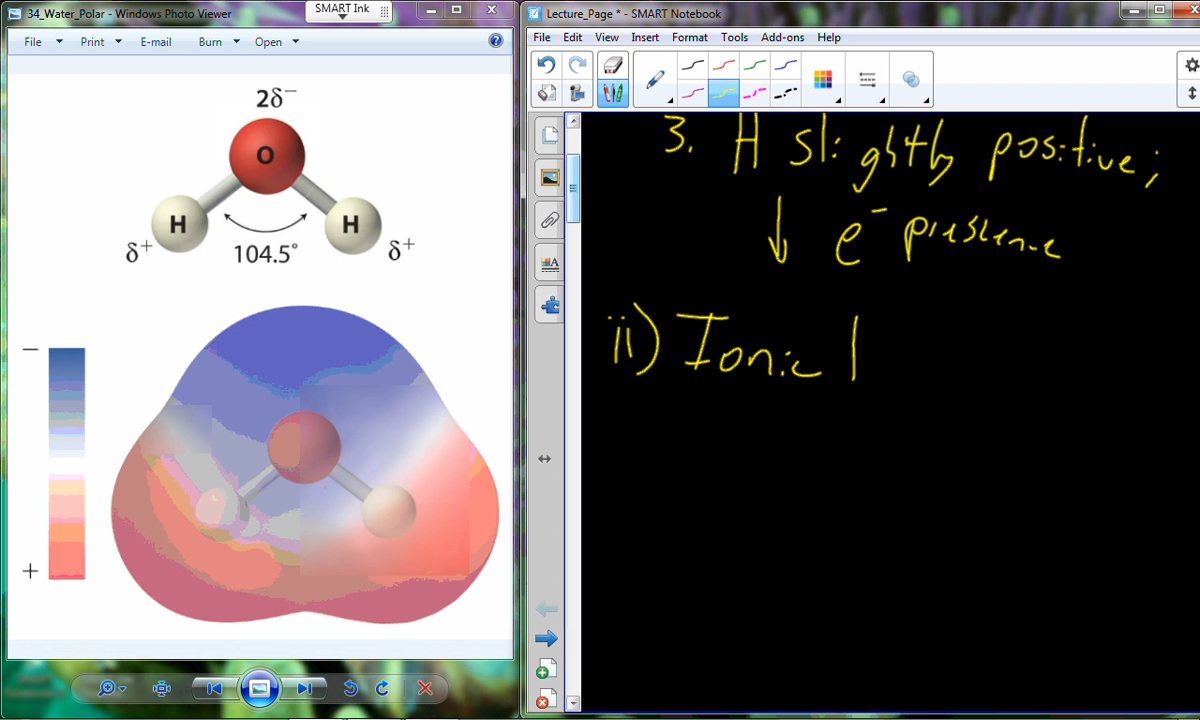 34_Water_Polar - Windows Photo Viewer
SMART Ink
File Print E-mail Burn Open
2δ⁻
O
H H
δ⁺ 104.5° δ⁺
−
+
Lecture_Page * - SMART Notebook
File Edit View Insert Format Tools Add-ons Help
3. H slightly positive;
↓ e⁻ presence
ii) Ionic